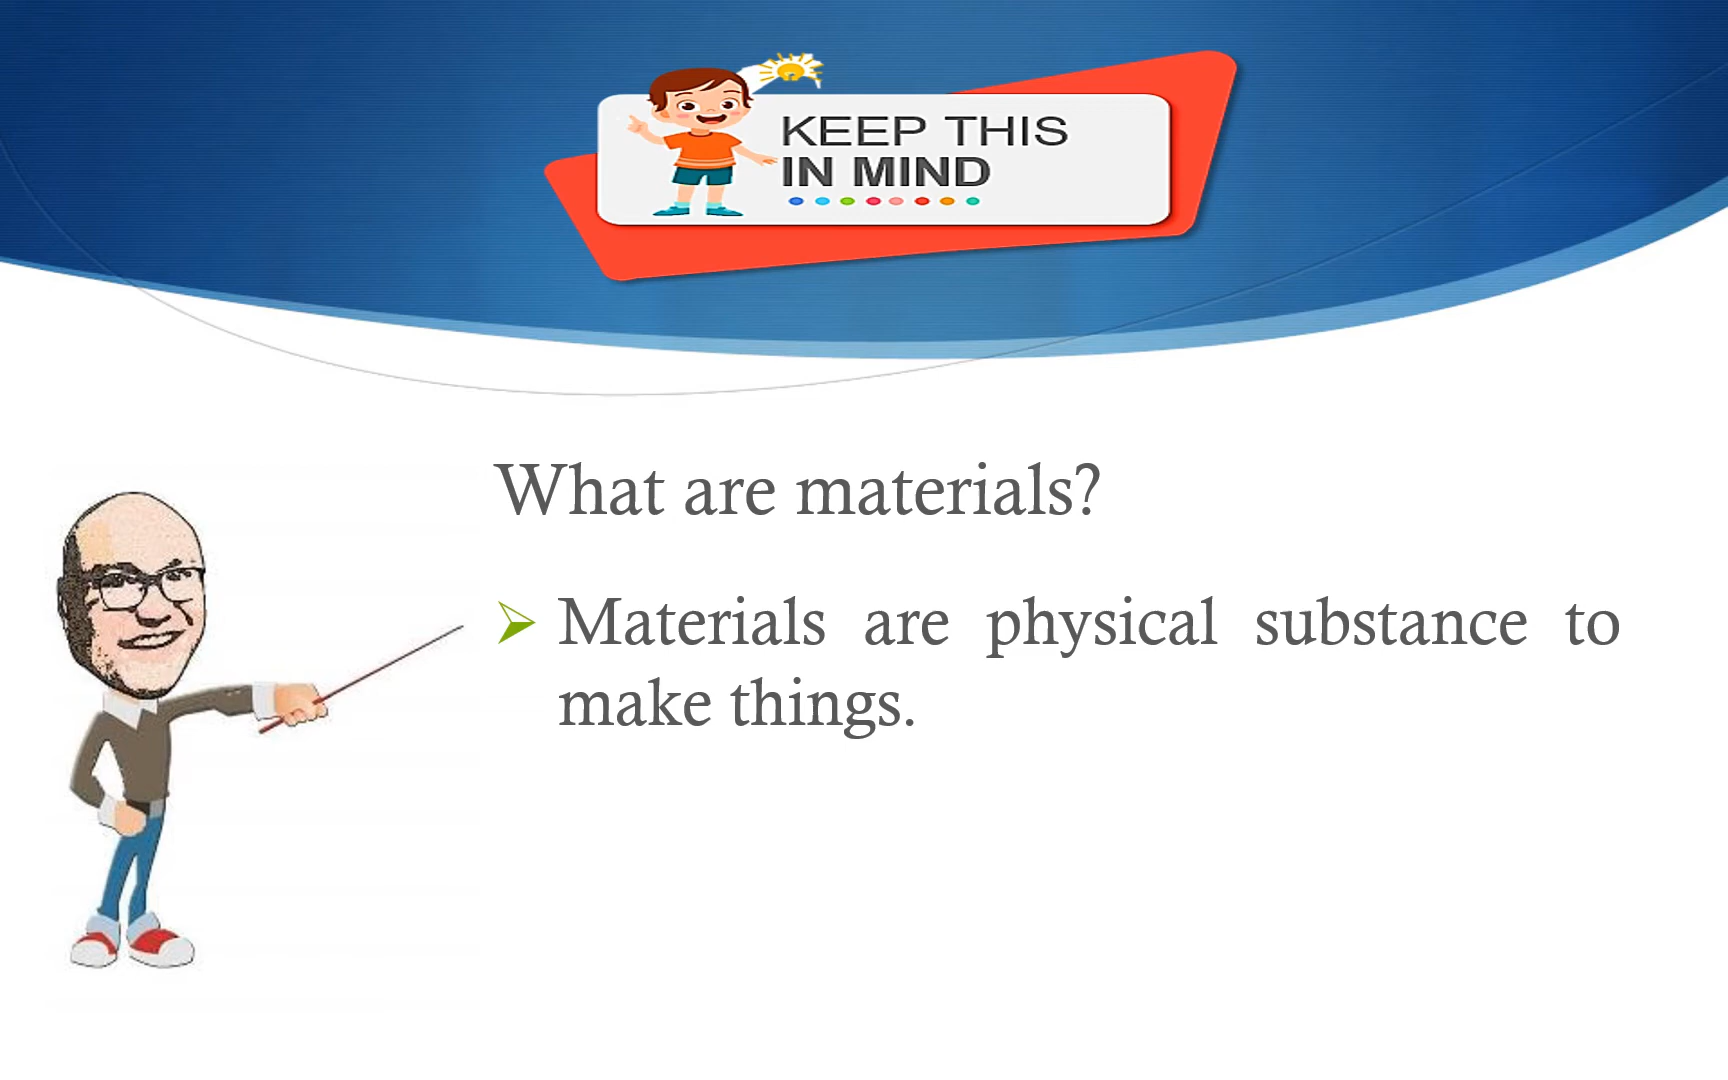 KEEP THIS
IN MIND
What are materials?
Materials are physical substance to
make things.